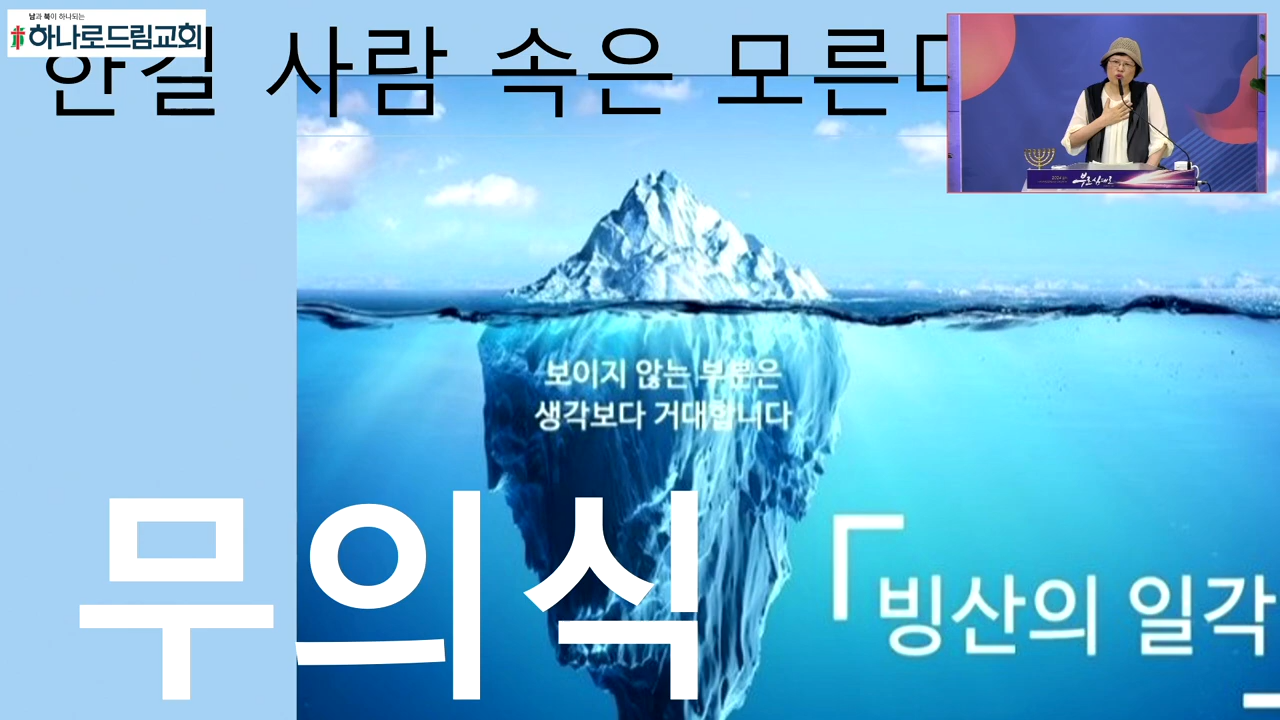 남과 북이 하나되는
하나로드림교회
한길 사람 속은 모른다
보이지 않는 부분은
생각보다 거대합니다
무의식
「빙산의 일각